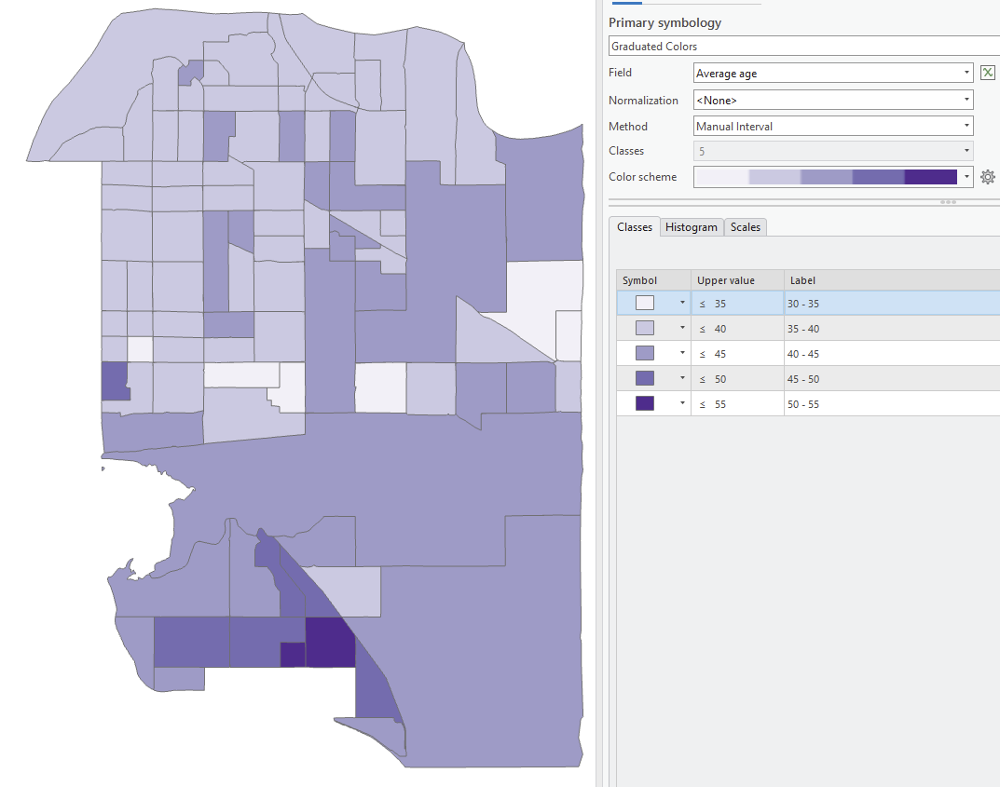 Primary symbology
Graduated Colors
Field Average age
Normalization <None>
Method Manual Interval
Classes 5
Color scheme
Classes Histogram Scales
Symbol Upper value Label
≤ 35 30 - 35
≤ 40 35 - 40
≤ 45 40 - 45
≤ 50 45 - 50
≤ 55 50 - 55